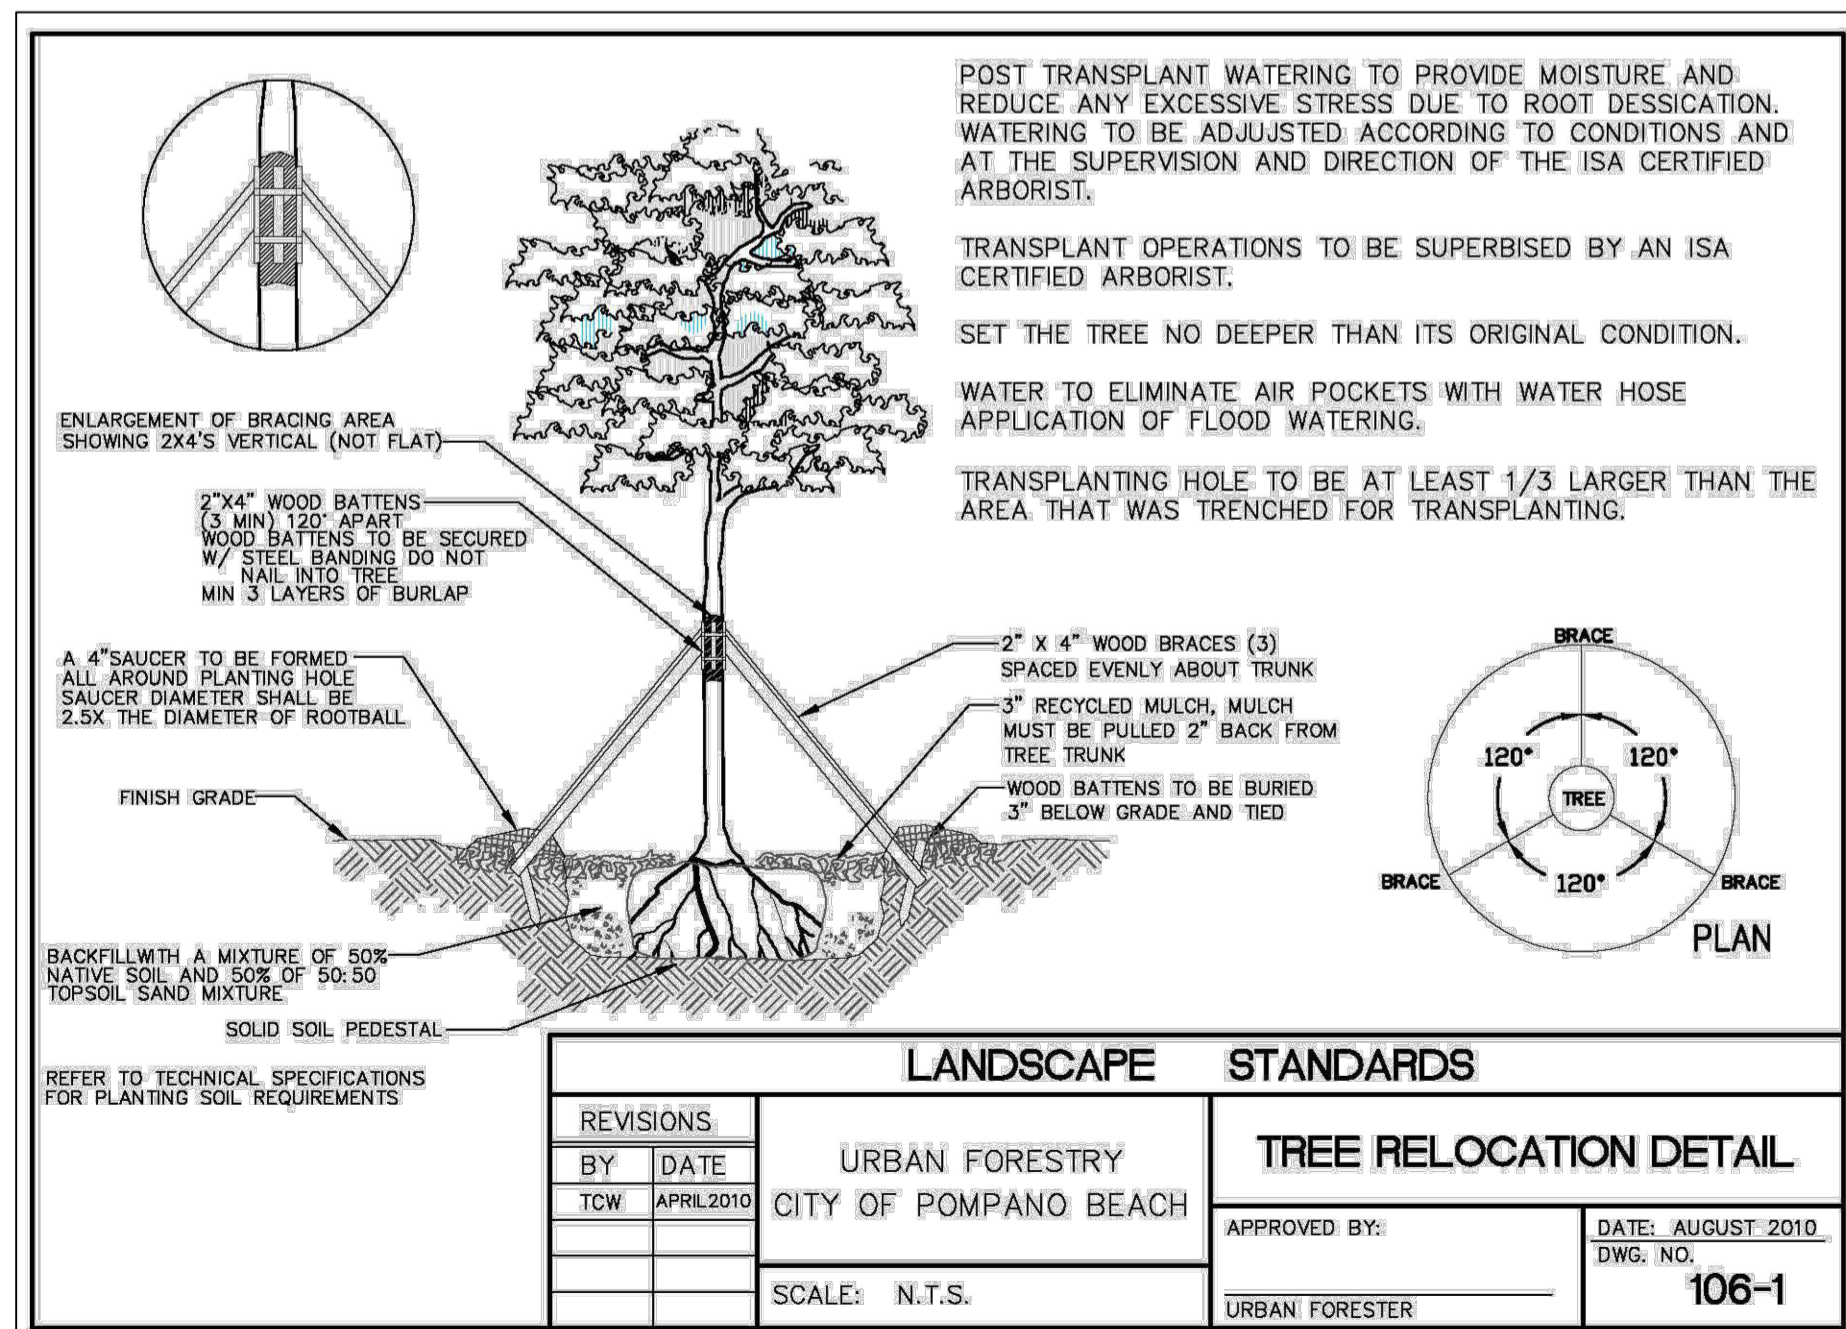 POST TRANSPLANT WATERING TO PROVIDE MOISTURE AND
REDUCE ANY EXCESSIVE STRESS DUE TO ROOT DESSICATION.
WATERING TO BE ADJUJSTED ACCORDING TO CONDITIONS AND
AT THE SUPERVISION AND DIRECTION OF THE ISA CERTIFIED
ARBORIST.
TRANSPLANT OPERATIONS TO BE SUPERBISED BY AN ISA
CERTIFIED ARBORIST.
SET THE TREE NO DEEPER THAN ITS ORIGINAL CONDITION.
WATER TO ELIMINATE AIR POCKETS WITH WATER HOSE
APPLICATION OF FLOOD WATERING.
TRANSPLANTING HOLE TO BE AT LEAST 1/3 LARGER THAN THE
AREA THAT WAS TRENCHED FOR TRANSPLANTING.
ENLARGEMENT OF BRACING AREA
SHOWING 2X4'S VERTICAL (NOT FLAT)
2"X4" WOOD BATTENS
(3 MIN) 120° APART
WOOD BATTENS TO BE SECURED
W/ STEEL BANDING DO NOT
NAIL INTO TREE
MIN 3 LAYERS OF BURLAP
A 4"SAUCER TO BE FORMED
ALL AROUND PLANTING HOLE
SAUCER DIAMETER SHALL BE
2.5X THE DIAMETER OF ROOTBALL
FINISH GRADE
BACKFILLWITH A MIXTURE OF 50%
NATIVE SOIL AND 50% OF 50:50
TOPSOIL SAND MIXTURE
SOLID SOIL PEDESTAL
REFER TO TECHNICAL SPECIFICATIONS
FOR PLANTING SOIL REQUIREMENTS
2" X 4" WOOD BRACES (3)
SPACED EVENLY ABOUT TRUNK
3" RECYCLED MULCH, MULCH
MUST BE PULLED 2" BACK FROM
TREE TRUNK
WOOD BATTENS TO BE BURIED
3" BELOW GRADE AND TIED
BRACE
120° 120°
TREE
BRACE 120° BRACE
PLAN
LANDSCAPE STANDARDS
REVISIONS
BY DATE
TCW APRIL2010
URBAN FORESTRY
CITY OF POMPANO BEACH
SCALE: N.T.S.
TREE RELOCATION DETAIL
APPROVED BY:
URBAN FORESTER
DATE: AUGUST 2010
DWG. NO.
106-1